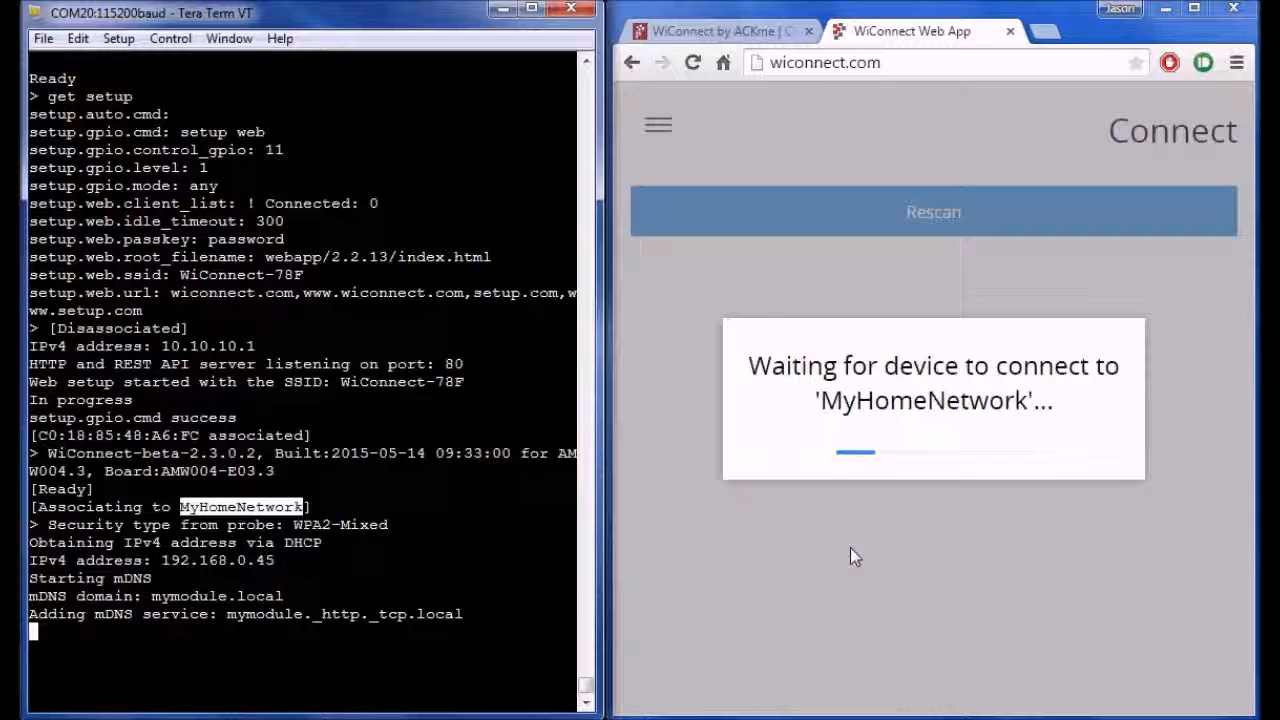 COM20:115200baud - Tera Term VT
File Edit Setup Control Window Help
Ready
> get setup
setup.auto.cmd:
setup.gpio.cmd: setup web
setup.gpio.control_gpio: 11
setup.gpio.level: 1
setup.gpio.mode: any
setup.web.client_list: ! Connected: 0
setup.web.idle_timeout: 300
setup.web.passkey: password
setup.web.root_filename: webapp/2.2.13/index.html
setup.web.ssid: WiConnect-78F
setup.web.url: wiconnect.com,www.wiconnect.com,setup.com,w
ww.setup.com
> [Disassociated]
IPv4 address: 10.10.10.1
HTTP and REST API server listening on port: 80
Web setup started with the SSID: WiConnect-78F
In progress
setup.gpio.cmd success
[C0:18:85:48:A6:FC associated]
> WiConnect-beta-2.3.0.2, Built:2015-05-14 09:33:00 for AM
W004.3, Board:AMW004-E03.3
[Ready]
[Associating to MyHomeNetwork]
> Security type from probe: WPA2-Mixed
Obtaining IPv4 address via DHCP
IPv4 address: 192.168.0.45
Starting mDNS
mDNS domain: mymodule.local
Adding mDNS service: mymodule._http._tcp.local
Jason
WiConnect by ACKme | C
WiConnect Web App
wiconnect.com
Connect
Rescan
Waiting for device to connect to
'MyHomeNetwork'...